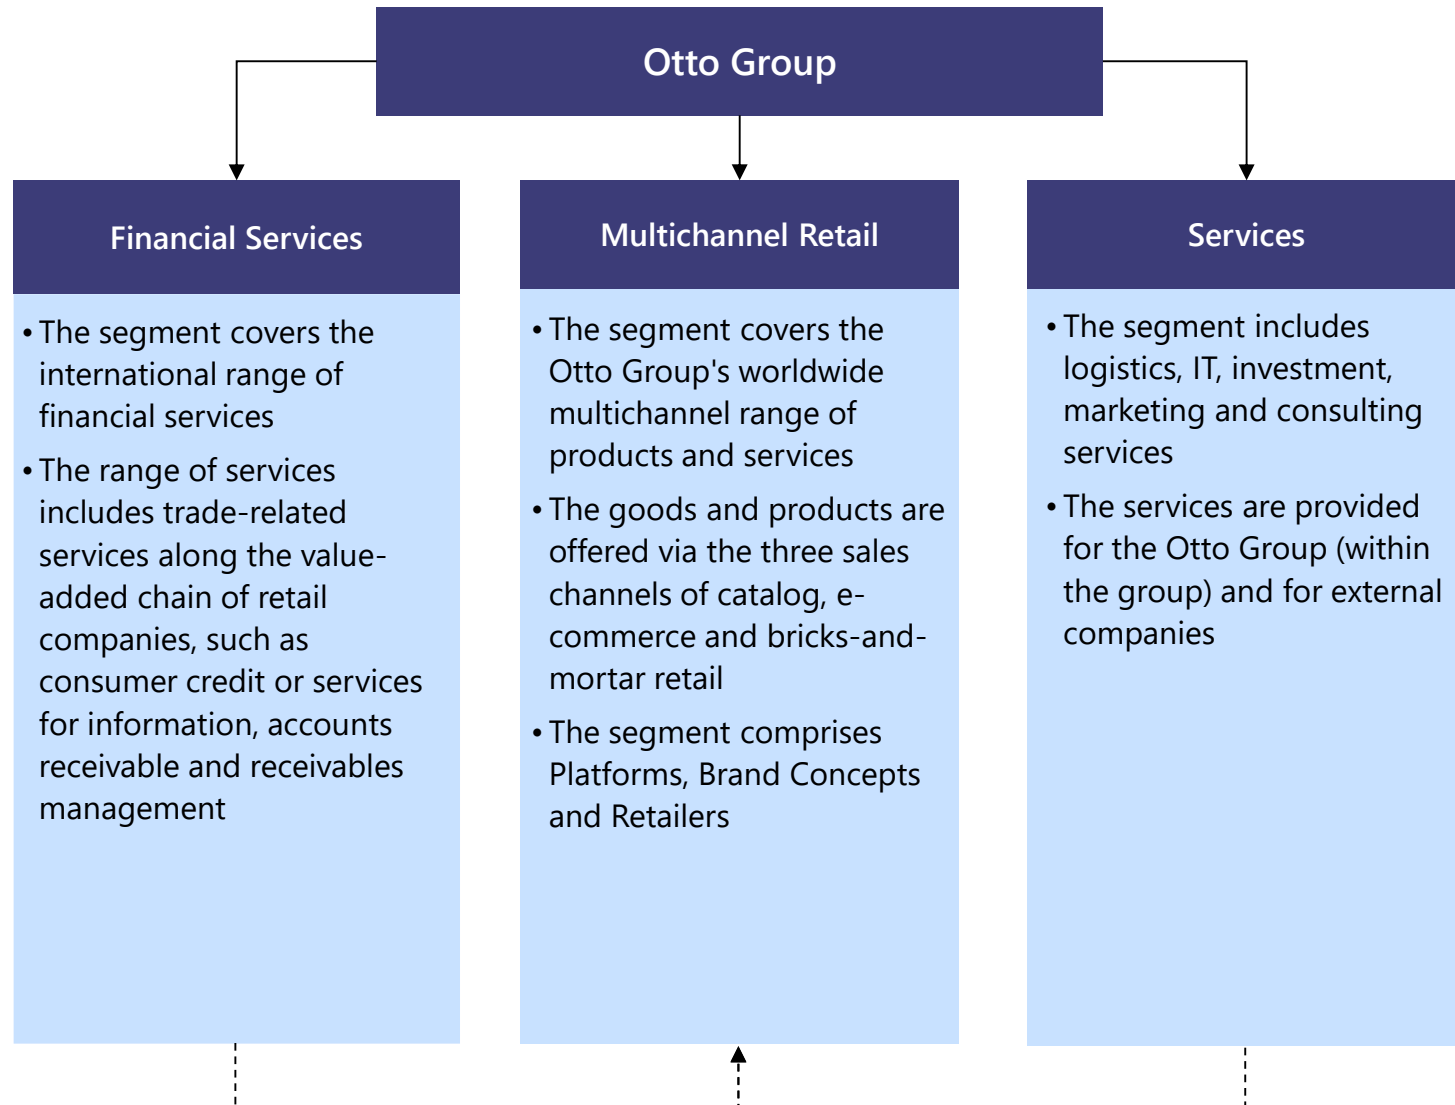 Otto Group
Financial Services
• The segment covers the
international range of
financial services
• The range of services
includes trade-related
services along the value-
added chain of retail
companies, such as
consumer credit or services
for information, accounts
receivable and receivables
management
Multichannel Retail
• The segment covers the
Otto Group's worldwide
multichannel range of
products and services
• The goods and products are
offered via the three sales
channels of catalog, e-
commerce and bricks-and-
mortar retail
• The segment comprises
Platforms, Brand Concepts
and Retailers
Services
• The segment includes
logistics, IT, investment,
marketing and consulting
services
• The services are provided
for the Otto Group (within
the group) and for external
companies